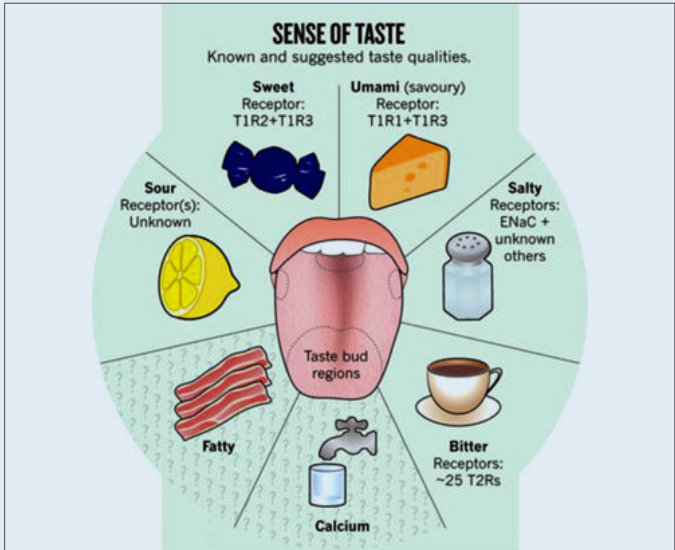 SENSE OF TASTE
Known and suggested taste qualities.
Sweet
Receptor:
T1R2+T1R3
Umami (savoury)
Receptor:
T1R1+T1R3
Sour
Receptor(s):
Unknown
Salty
Receptors:
ENaC +
unknown
others
Taste bud
regions
Fatty
Calcium
Bitter
Receptors:
~25 T2Rs